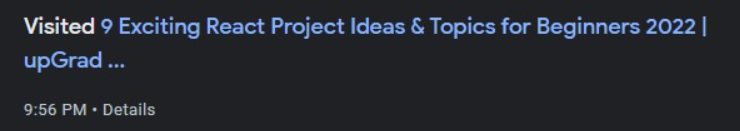 Visited 9 Exciting React Project Ideas & Topics for Beginners 2022 |
upGrad ...
9:56 PM • Details